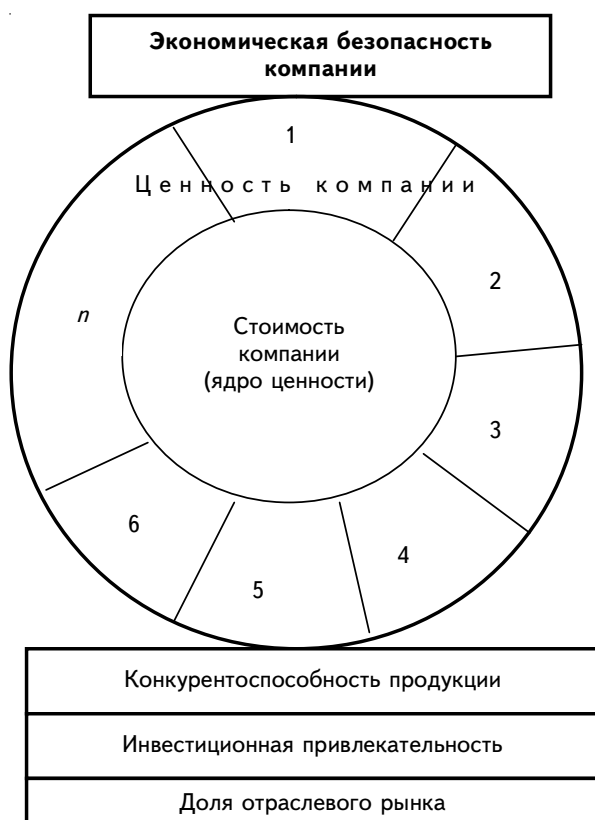 Экономическая безопасность
компании
1
Ценность компании
2
n
Стоимость
компании
(ядро ценности)
3
6
4
5
Конкурентоспособность продукции
Инвестиционная привлекательность
Доля отраслевого рынка